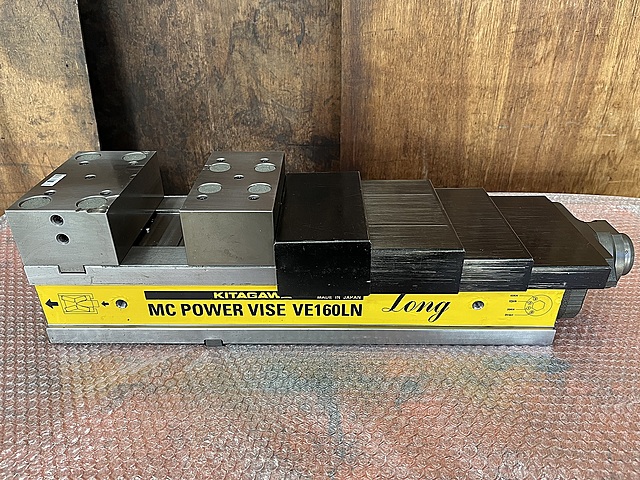 KITAGAWA
MADE IN JAPAN
MC POWER VISE VE160LN
Long